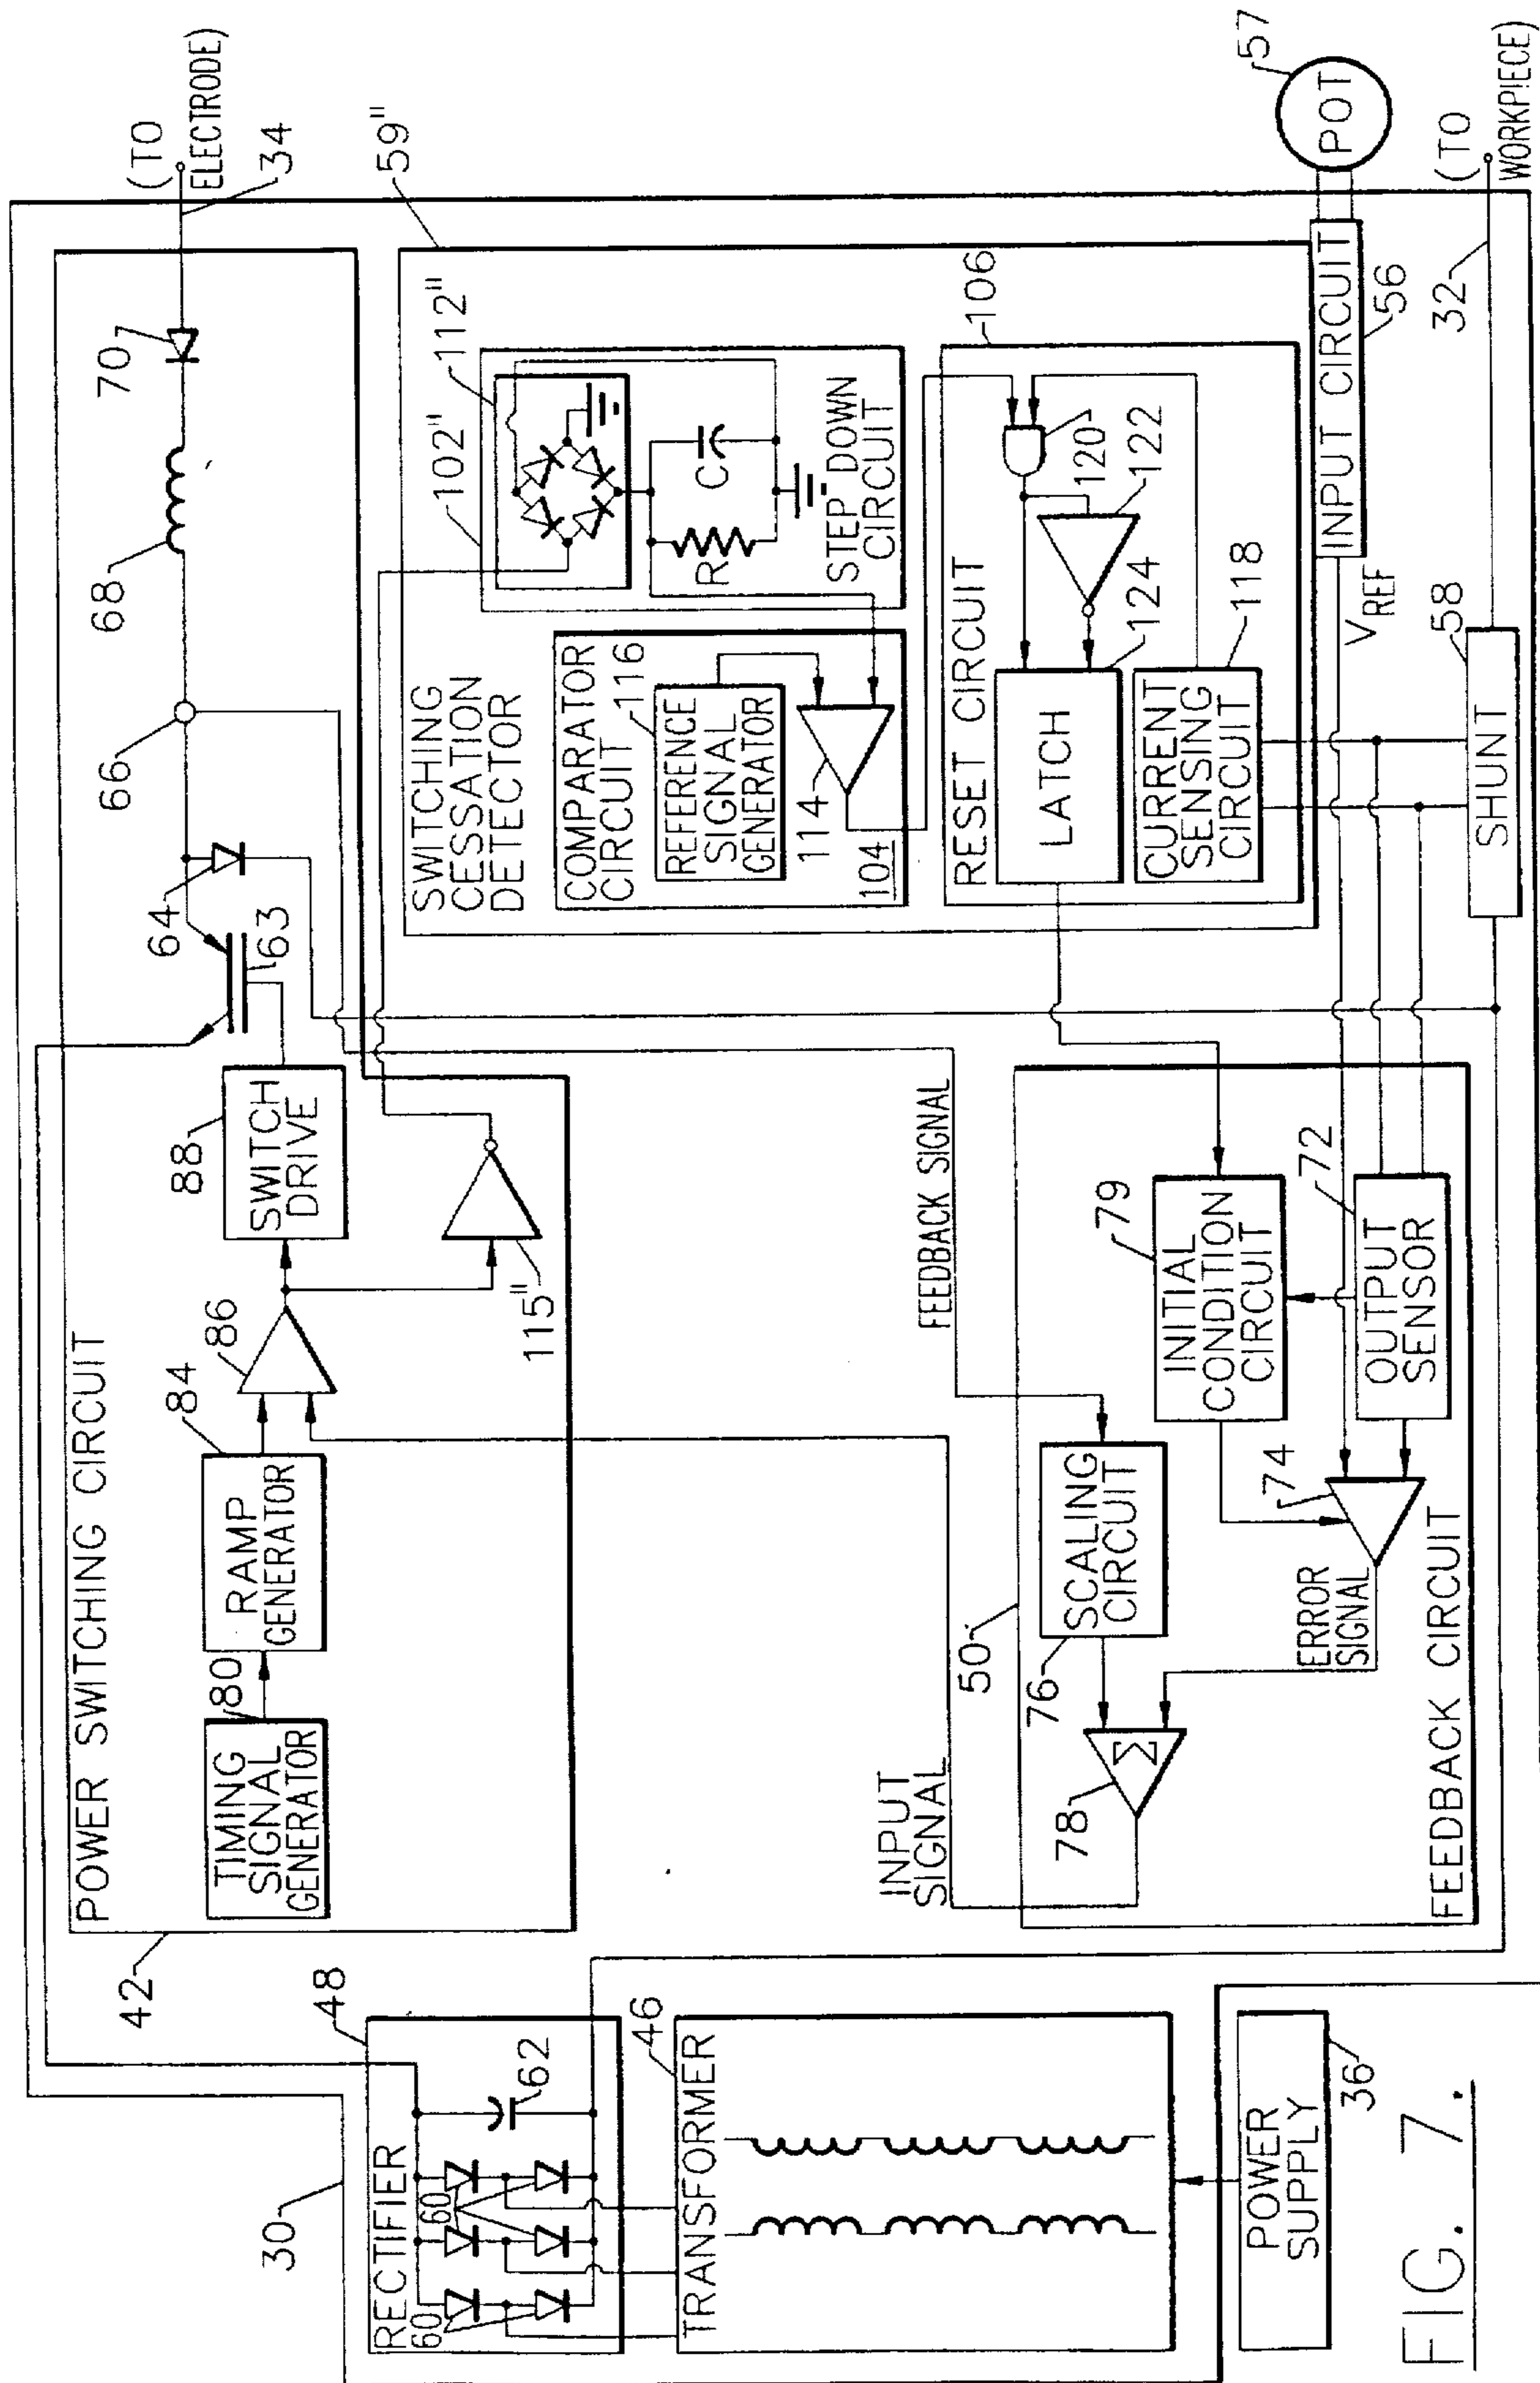 POWER SWITCHING CIRCUIT
TIMING
SIGNAL
GENERATOR
80
RAMP
GENERATOR
84
86
SWITCH
DRIVE
88
115"
63
64
66
68
70
(TO
ELECTRODE)
34
42
30
RECTIFIER
48
60
60
62
TRANSFORMER
46
POWER
SUPPLY
36
SWITCHING
CESSATION
DETECTOR
59"
102"
112"
R
C
STEP DOWN
CIRCUIT
COMPARATOR
CIRCUIT
116
REFERENCE
SIGNAL
GENERATOR
114
104
RESET CIRCUIT
106
LATCH
120
122
124
CURRENT
SENSING
CIRCUIT
118
INPUT CIRCUIT
56
POT
57
VREF
SHUNT
58
32
(TO
WORKPIECE)
FEEDBACK SIGNAL
INPUT
SIGNAL
50
SCALING
CIRCUIT
76
78
Σ
INITIAL
CONDITION
CIRCUIT
79
OUTPUT
SENSOR
72
74
ERROR
SIGNAL
FEEDBACK CIRCUIT
FIG. 7.